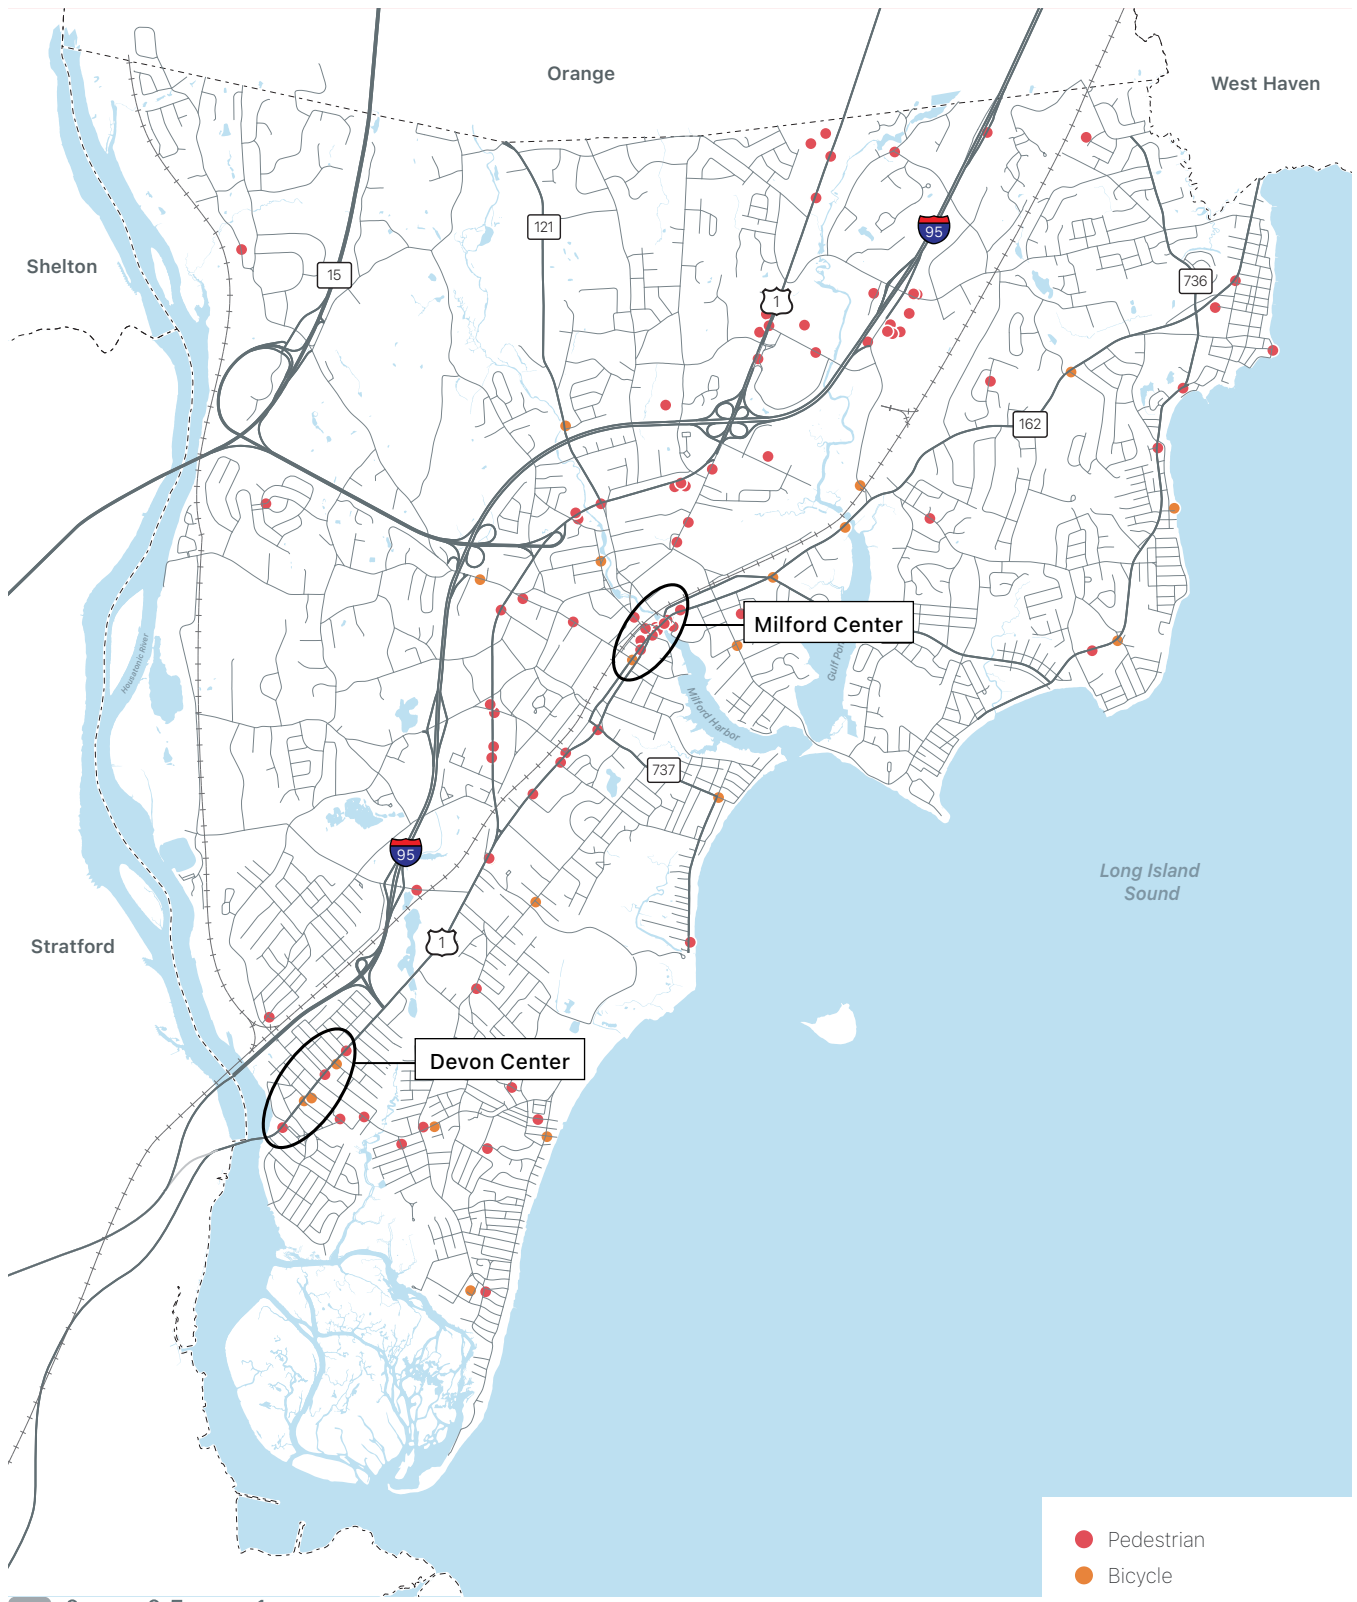 Orange
West Haven
121
95
Shelton
15
736
1
162
Milford Center
Housatonic River
Milford Harbor
737
95
Long Island
Sound
Stratford
1
Devon Center
Pedestrian
Bicycle